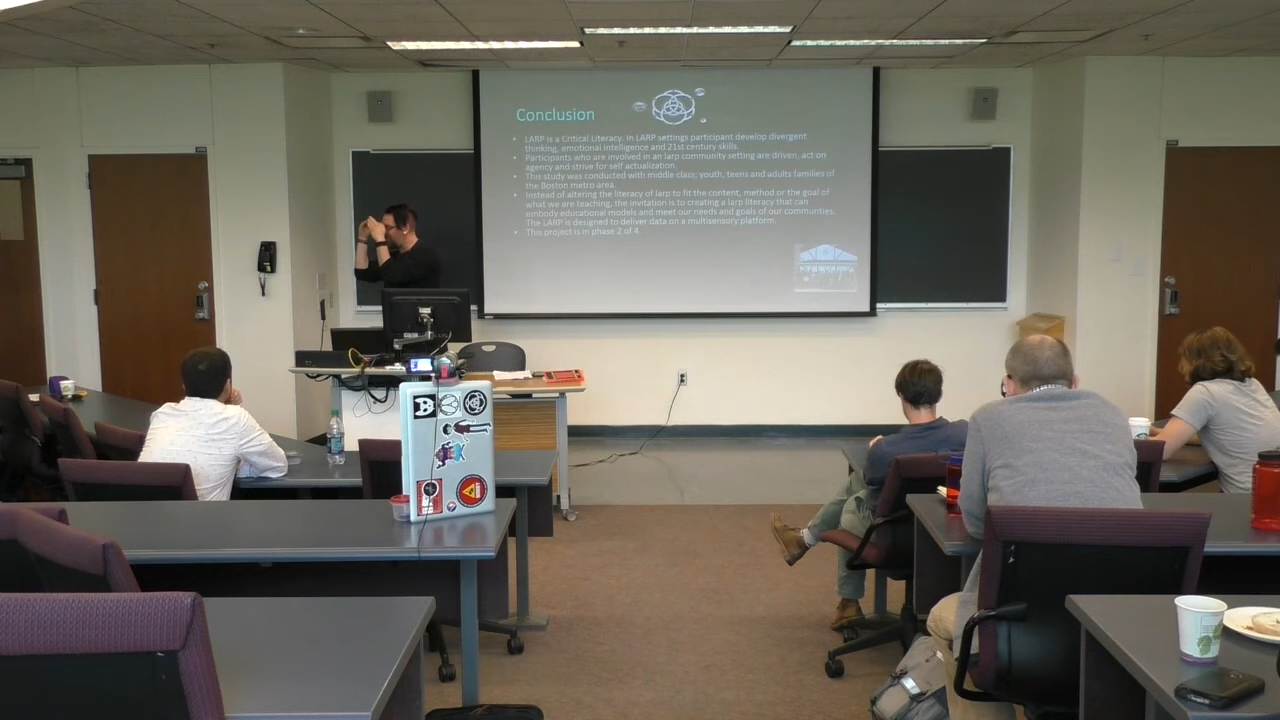 Conclusion
• LARP is a Critical Literacy. In LARP settings participant develop divergent
thinking, emotional intelligence and 21st century skills.
• Participants who are involved in an larp community setting are driven, act on
agency and strive for self actualization.
• This study was conducted with middle class; youth, teens and adults families of
the Boston metro area.
• Instead of altering the literacy of larp to fit the content, method or the goal of
what we are teaching, the invitation is to creating a larp literacy that can
embody educational models and meet our needs and goals of our communties.
The LARP is designed to deliver data on a multisensory platform.
• This project is in phase 2 of 4.